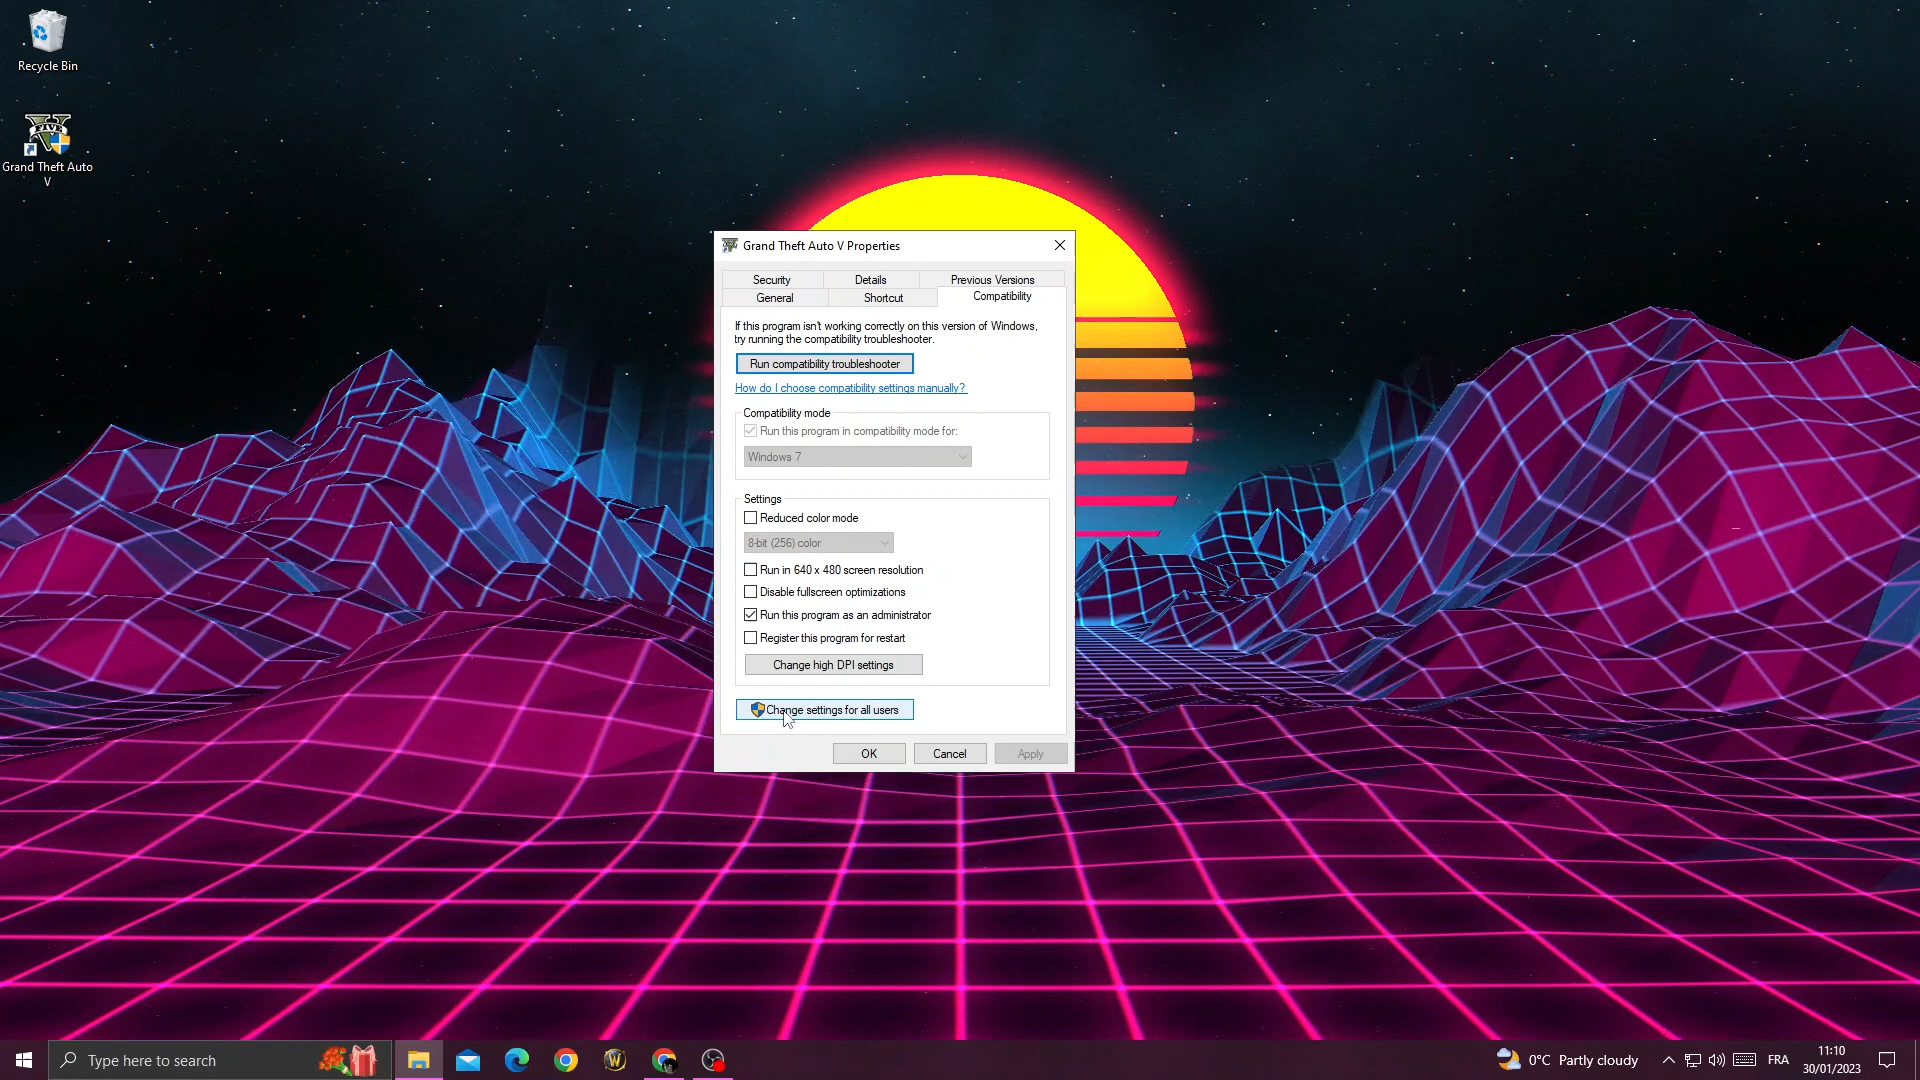 Recycle Bin
FIVE
Grand Theft Auto
V
Grand Theft Auto V Properties
Security
Details
Previous Versions
General
Shortcut
Compatibility
If this program isn't working correctly on this version of Windows,
try running the compatibility troubleshooter.
Run compatibility troubleshooter
How do I choose compatibility settings manually?
Compatibility mode
Run this program in compatibility mode for:
Windows 7
Settings
Reduced color mode
8-bit (256) color
Run in 640 x 480 screen resolution
Disable fullscreen optimizations
Run this program as an administrator
Register this program for restart
Change high DPI settings
Change settings for all users
OK
Cancel
Apply
Type here to search
W
0°C Partly cloudy
FRA
11:10
30/01/2023